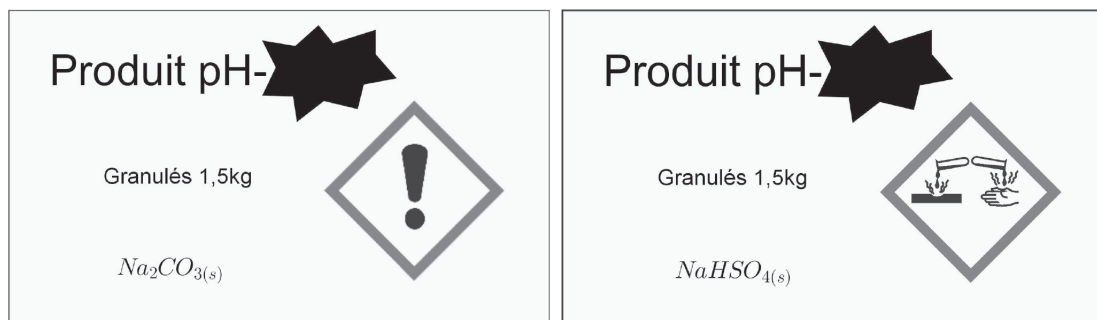 Produit pH-
Granulés 1,5kg
Na₂CO₃₍ₛ₎
Produit pH-
Granulés 1,5kg
NaHSO₄₍ₛ₎